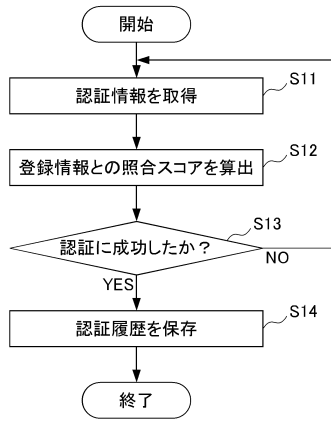 開始
S11
認証情報を取得
S12
登録情報との照合スコアを算出
S13
認証に成功したか？
NO
YES
S14
認証履歴を保存
終了